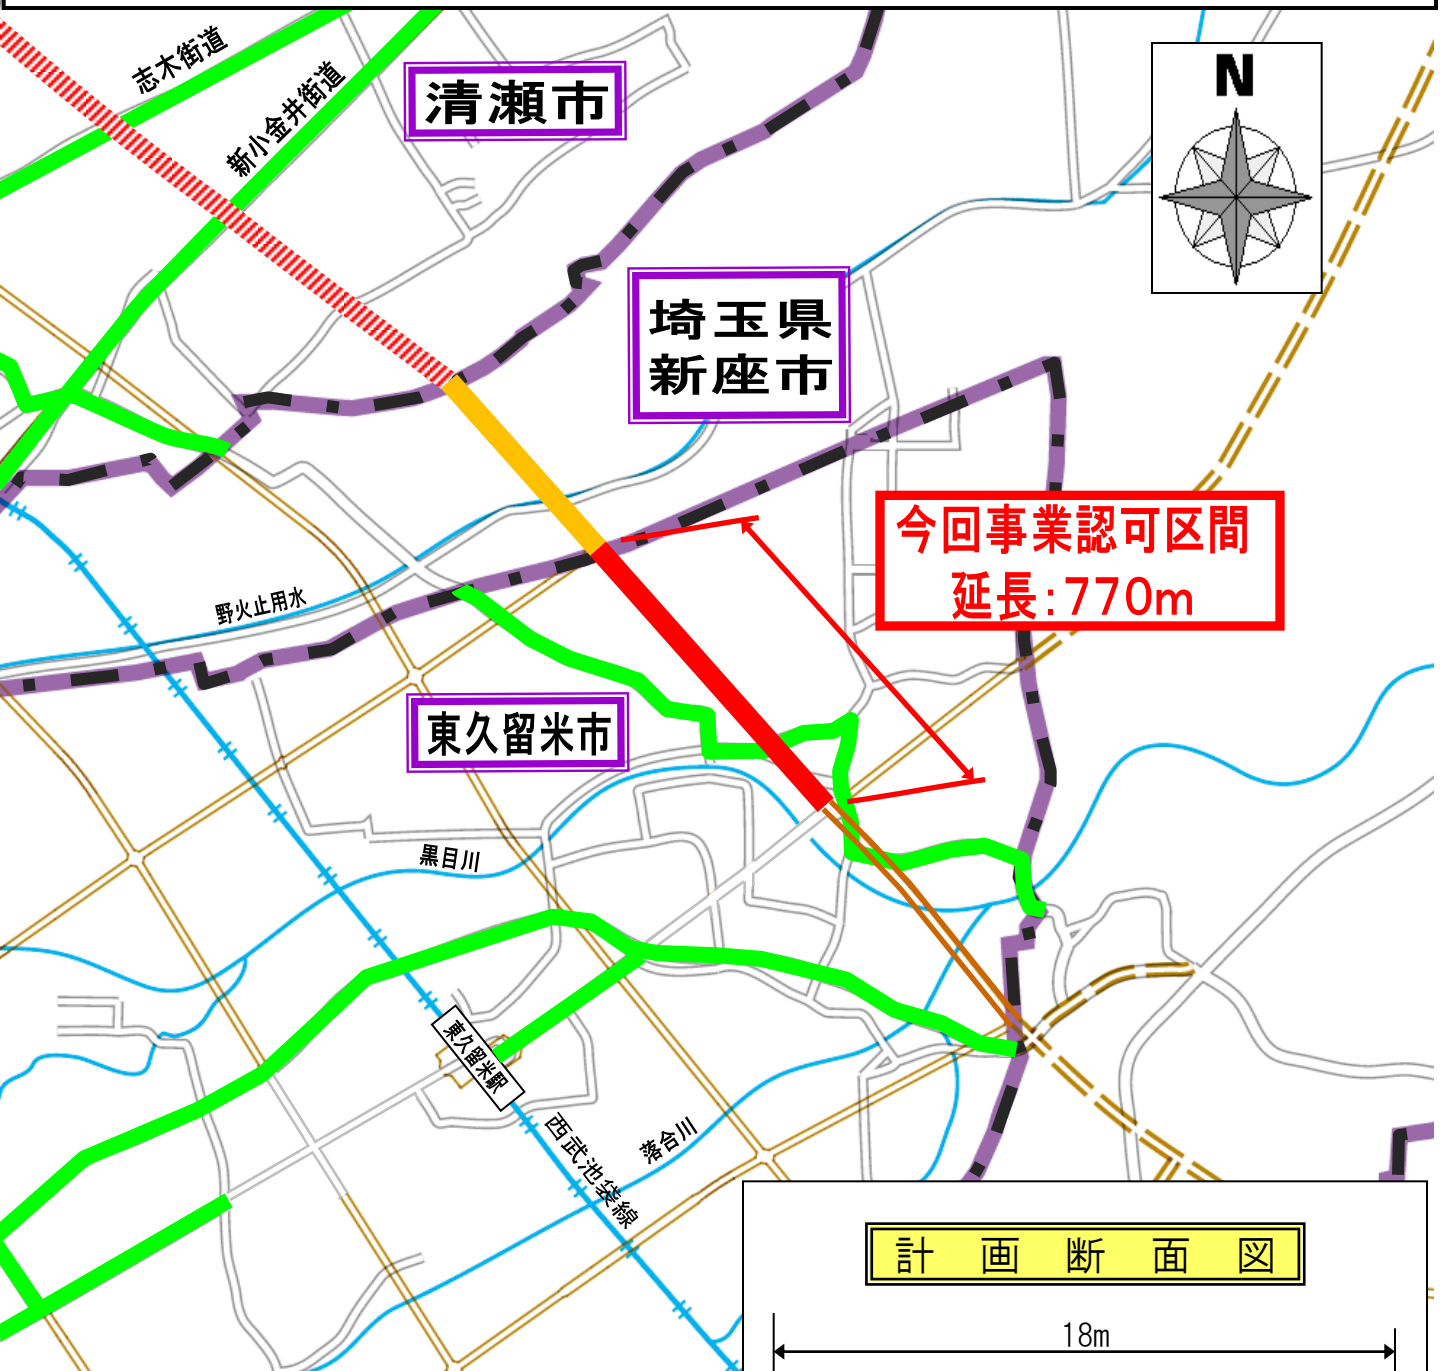 志木街道
新小金井街道
清瀬市
N
埼玉県
新座市
今回事業認可区間
延長:770m
野火止用水
東久留米市
黒目川
東久留米駅
西武池袋線
落合川
計画断面図
18m